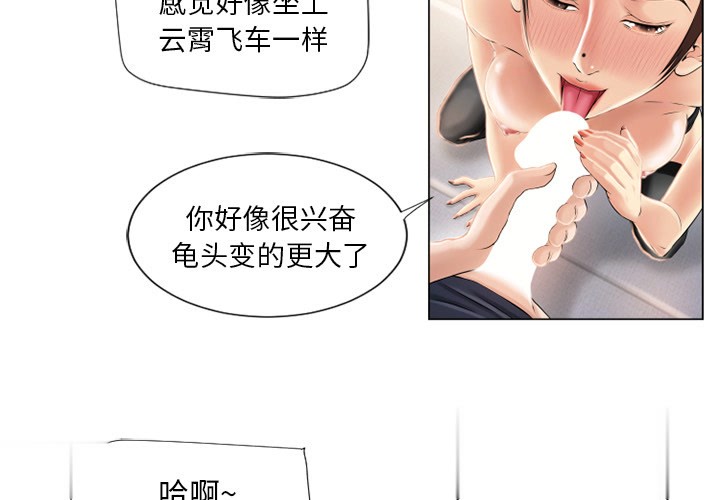 感觉好像坐上
云霄飞车一样
你好像很兴奋
龟头变的更大了
哈啊~